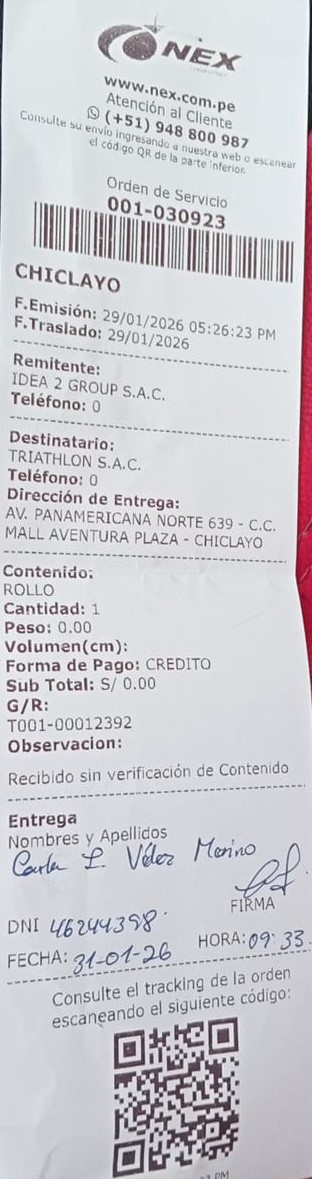 NEX
www.nex.com.pe
Atención al Cliente
(+51) 948 800 987
Consulte su envío ingresando a nuestra web o escanear
el código QR de la parte inferior.
Orden de Servicio
001-030923
CHICLAYO
F.Emisión: 29/01/2026 05:26:23 PM
F.Traslado: 29/01/2026
Remitente:
IDEA 2 GROUP S.A.C.
Teléfono: 0
Destinatario:
TRIATHLON S.A.C.
Teléfono: 0
Dirección de Entrega:
AV. PANAMERICANA NORTE 639 - C.C.
MALL AVENTURA PLAZA - CHICLAYO
Contenido:
ROLLO
Cantidad: 1
Peso: 0.00
Volumen(cm):
Forma de Pago: CREDITO
Sub Total: S/ 0.00
G/R:
T001-00012392
Observacion:
Recibido sin verificación de Contenido
Entrega
Nombres y Apellidos
L. Vélez Merino
FIRMA
DNI 46244398
FECHA: 31-01-26 HORA: 09:33
Consulte el tracking de la orden
escaneando el siguiente código:
PM